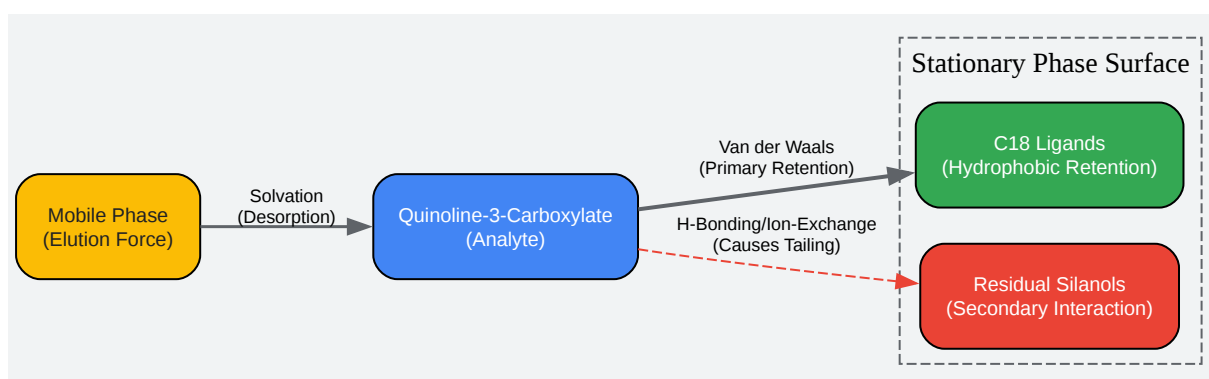 Stationary Phase Surface
Mobile Phase
(Elution Force)
Solvation
(Desorption)
Quinoline-3-Carboxylate
(Analyte)
Van der Waals
(Primary Retention)
H-Bonding/Ion-Exchange
(Causes Tailing)
C18 Ligands
(Hydrophobic Retention)
Residual Silanols
(Secondary Interaction)